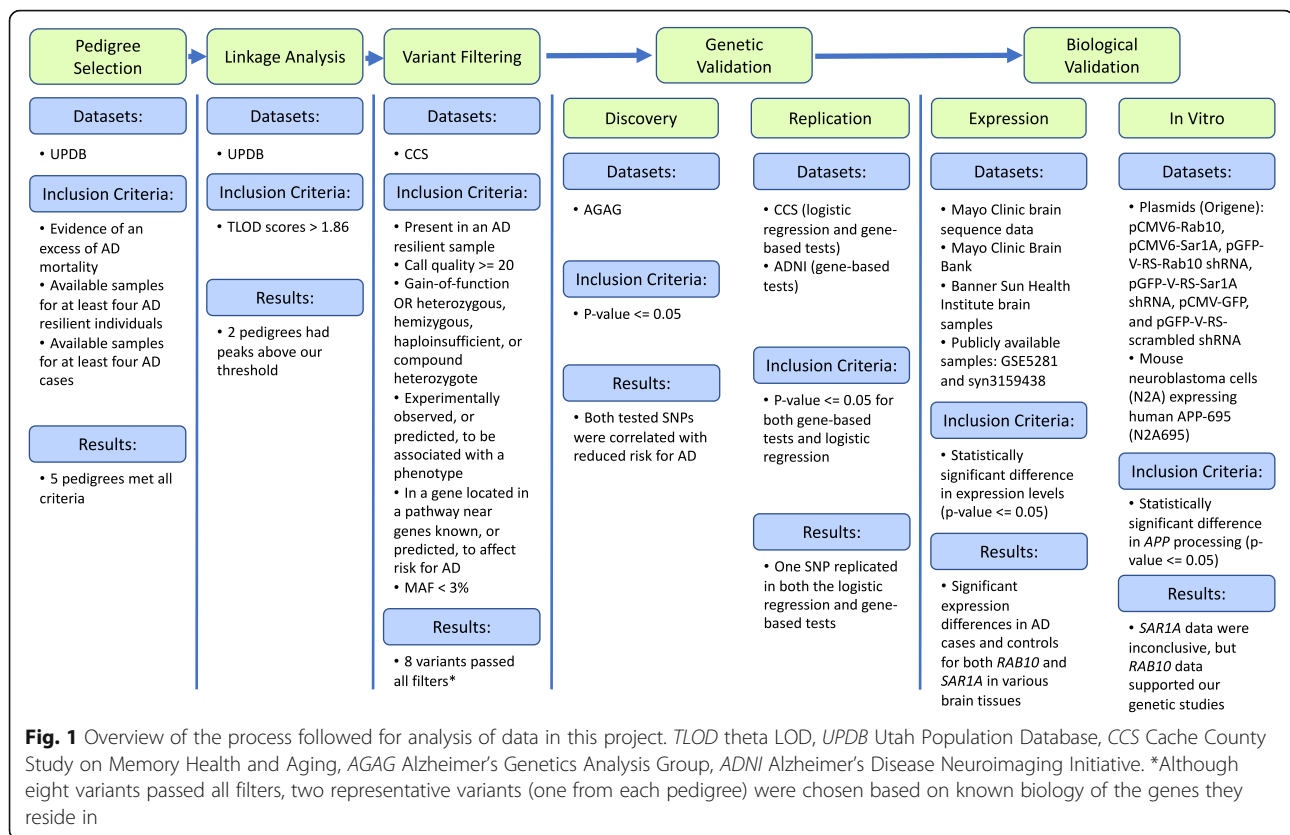 Pedigree
Selection
Linkage Analysis
Variant Filtering
Genetic
Validation
Biological
Validation
Datasets:
• UPDB
Inclusion Criteria:
• Evidence of an
excess of AD
mortality
• Available samples
for at least four AD
resilient individuals
• Available samples
for at least four AD
cases
Results:
• 5 pedigrees met all
criteria
Datasets:
• UPDB
Inclusion Criteria:
• TLOD scores > 1.86
Results:
• 2 pedigrees had
peaks above our
threshold
Datasets:
• CCS
Inclusion Criteria:
• Present in an AD
resilient sample
• Call quality >= 20
• Gain-of-function
OR heterozygous,
hemizygous,
haploinsufficient, or
compound
heterozygote
• Experimentally
observed, or
predicted, to be
associated with a
phenotype
• In a gene located in
a pathway near
genes known, or
predicted, to affect
risk for AD
• MAF < 3%
Results:
• 8 variants passed
all filters*
Discovery
Datasets:
• AGAG
Inclusion Criteria:
• P-value <= 0.05
Results:
• Both tested SNPs
were correlated with
reduced risk for AD
Replication
Datasets:
• CCS (logistic
regression and gene-
based tests)
• ADNI (gene-based
tests)
Inclusion Criteria:
• P-value <= 0.05 for
both gene-based
tests and logistic
regression
Results:
• One SNP replicated
in both the logistic
regression and gene-
based tests
Expression
Datasets:
• Mayo Clinic brain
sequence data
• Mayo Clinic Brain
Bank
• Banner Sun Health
Institute brain
samples
• Publicly available
samples: GSE5281
and syn3159438
Inclusion Criteria:
• Statistically
significant difference
in expression levels
(p-value <= 0.05)
Results:
• Significant
expression
differences in AD
cases and controls
for both RAB10 and
SAR1A in various
brain tissues
In Vitro
Datasets:
• Plasmids (Origene):
pCMV6-Rab10,
pCMV6-Sar1A, pGFP-
V-RS-Rab10 shRNA,
pGFP-V-RS-Sar1A
shRNA, pCMV-GFP,
and pGFP-V-RS-
scrambled shRNA
• Mouse
neuroblastoma cells
(N2A) expressing
human APP-695
(N2A695)
Inclusion Criteria:
• Statistically
significant difference
in APP processing (p-
value <= 0.05)
Results:
• SAR1A data were
inconclusive, but
RAB10 data
supported our
genetic studies
Fig. 1 Overview of the process followed for analysis of data in this project. TLOD theta LOD, UPDB Utah Population Database, CCS Cache County
Study on Memory Health and Aging, AGAG Alzheimer's Genetics Analysis Group, ADNI Alzheimer's Disease Neuroimaging Initiative. *Although
eight variants passed all filters, two representative variants (one from each pedigree) were chosen based on known biology of the genes they
reside in